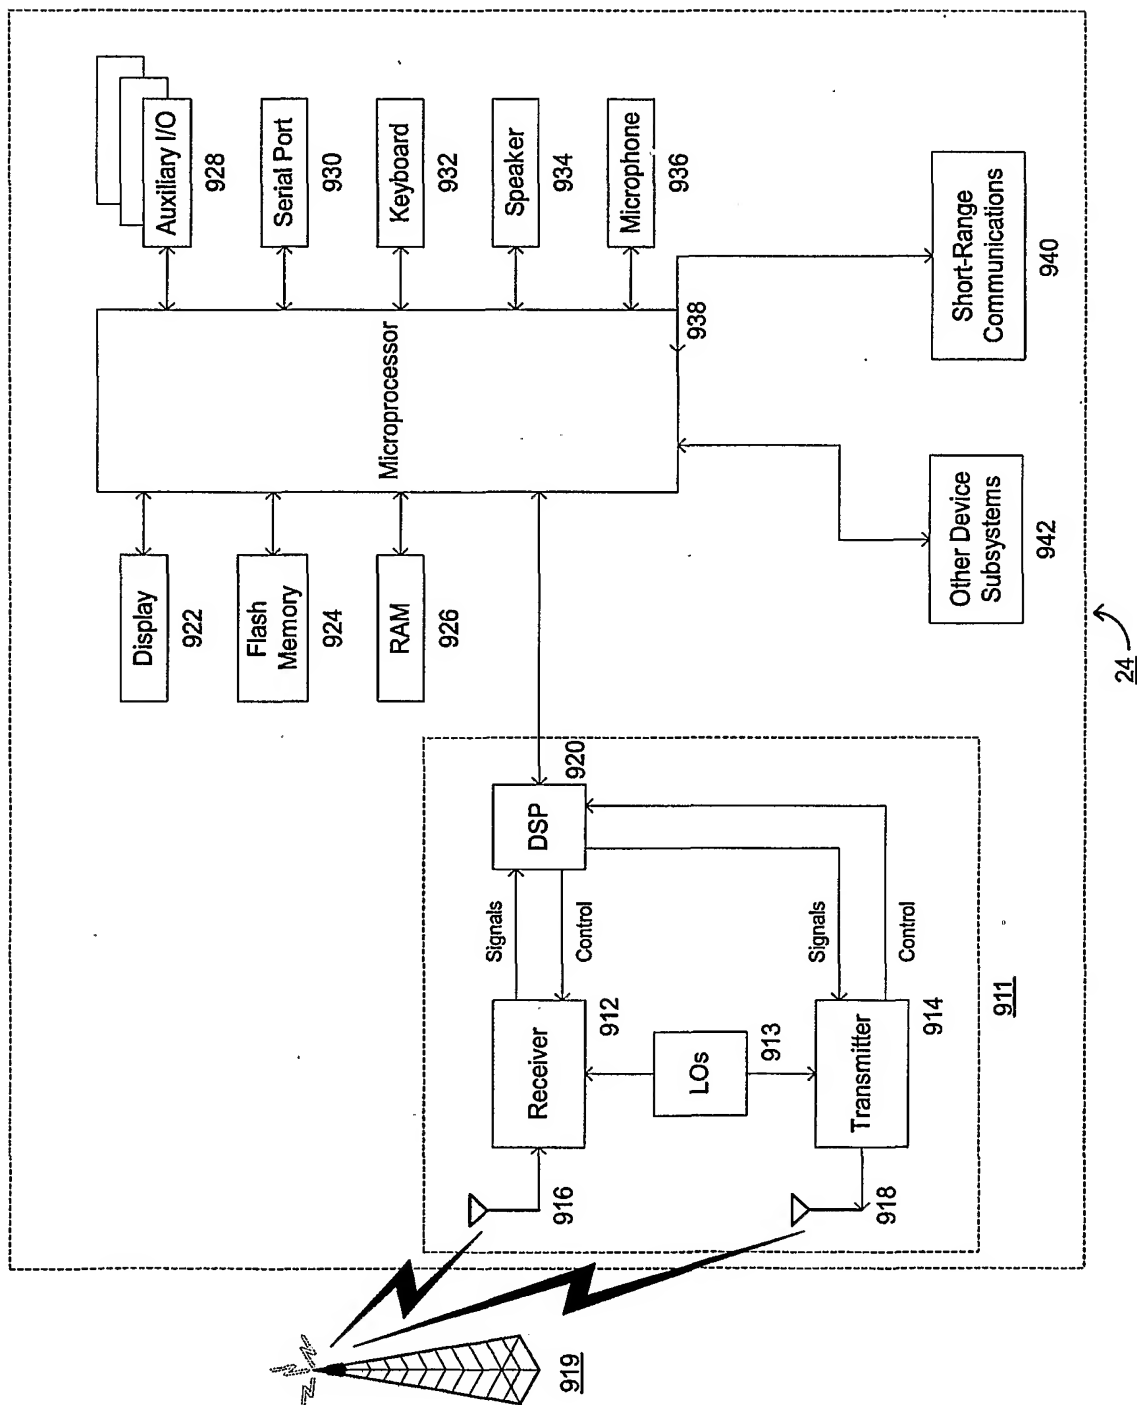 Auxiliary I/O
928
Serial Port
930
Keyboard
932
Speaker
934
Microphone
936
Microprocessor
938
Short-Range
Communications
940
Other Device
Subsystems
942
Display
922
Flash
Memory
924
RAM
926
DSP
920
Signals
Control
Receiver
912
LOs
913
Signals
Control
Transmitter
914
916
918
911
919
24